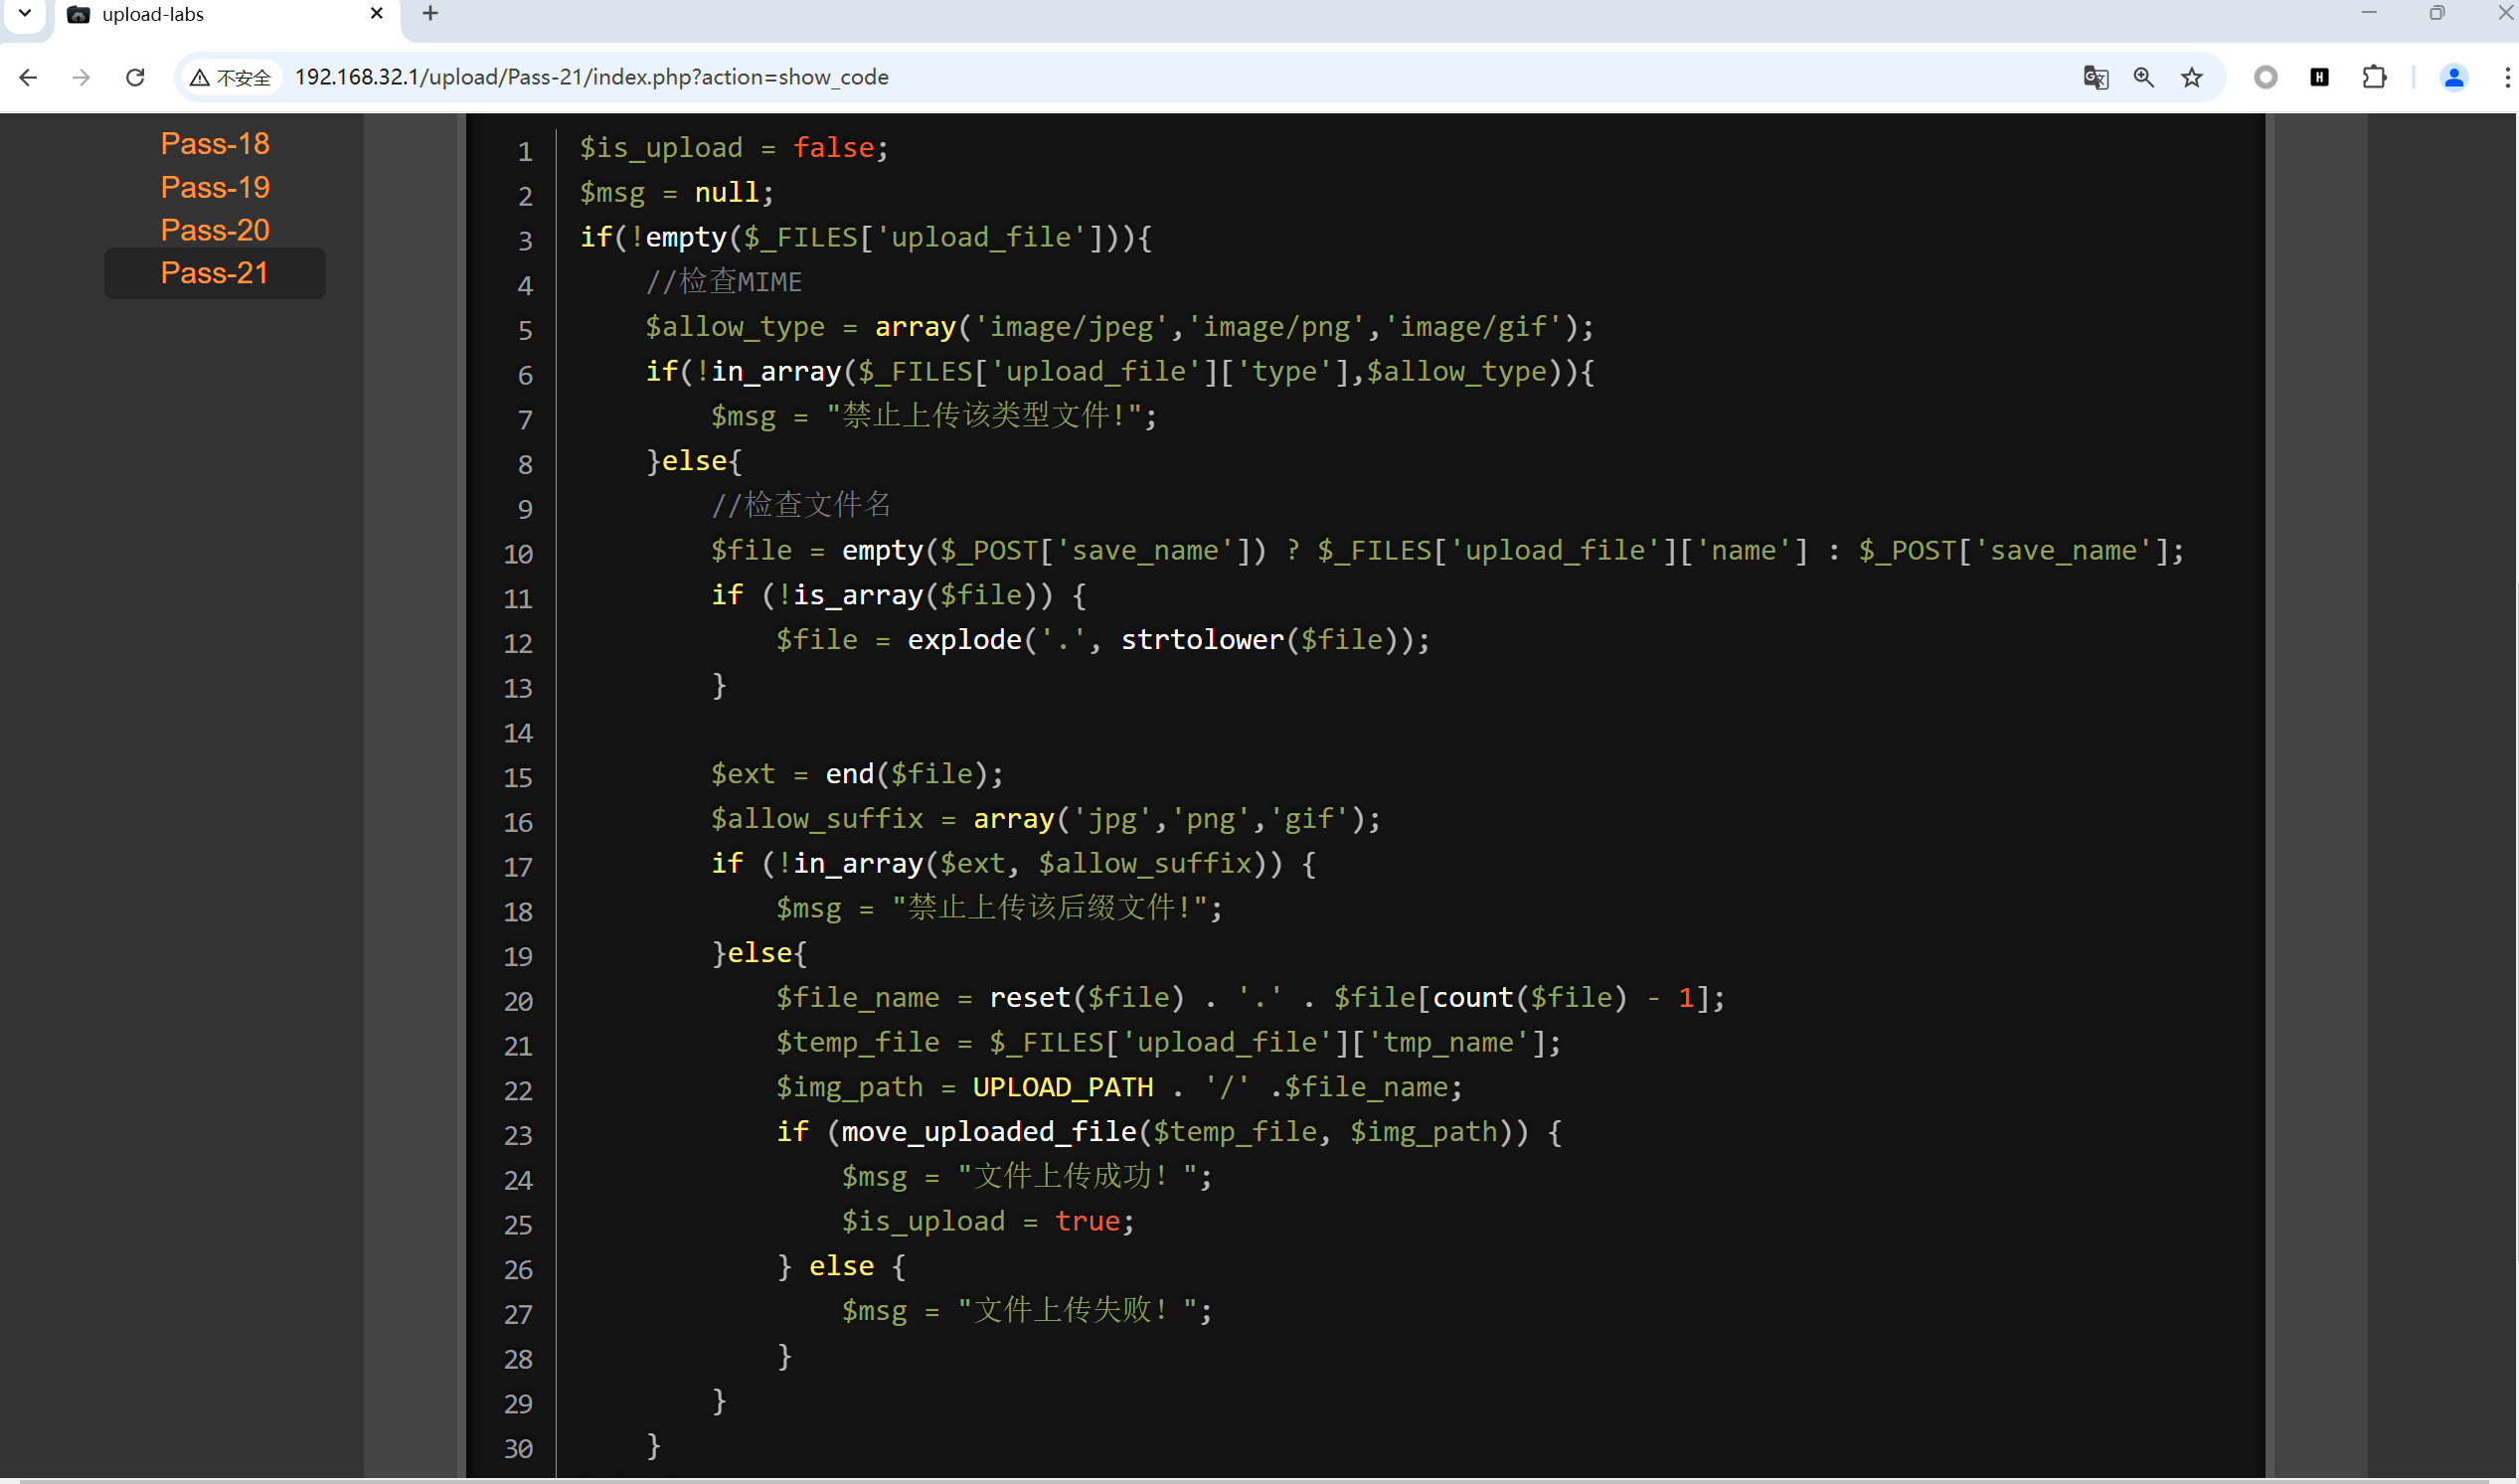 upload-labs
不安全 192.168.32.1/upload/Pass-21/index.php?action=show_code
Pass-18
Pass-19
Pass-20
Pass-21
1 $is_upload = false;
2 $msg = null;
3 if(!empty($_FILES['upload_file'])){
4 //检查MIME
5 $allow_type = array('image/jpeg','image/png','image/gif');
6 if(!in_array($_FILES['upload_file']['type'],$allow_type)){
7 $msg = "禁止上传该类型文件!";
8 }else{
9 //检查文件名
10 $file = empty($_POST['save_name']) ? $_FILES['upload_file']['name'] : $_POST['save_name'];
11 if (!is_array($file)) {
12 $file = explode('.', strtolower($file));
13 }
14
15 $ext = end($file);
16 $allow_suffix = array('jpg','png','gif');
17 if (!in_array($ext, $allow_suffix)) {
18 $msg = "禁止上传该后缀文件!";
19 }else{
20 $file_name = reset($file) . '.' . $file[count($file) - 1];
21 $temp_file = $_FILES['upload_file']['tmp_name'];
22 $img_path = UPLOAD_PATH . '/' .$file_name;
23 if (move_uploaded_file($temp_file, $img_path)) {
24 $msg = "文件上传成功！";
25 $is_upload = true;
26 } else {
27 $msg = "文件上传失败！";
28 }
29 }
30 }